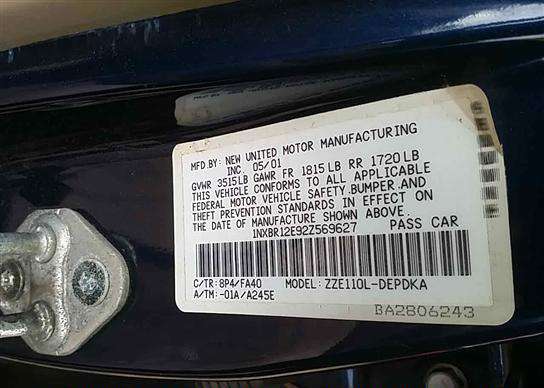 MFD BY: NEW UNITED MOTOR MANUFACTURING
INC. 05/01
GVWR 3515LB GAWR FR 1815LB RR 1720LB
THIS VEHICLE CONFORMS TO ALL APPLICABLE
FEDERAL MOTOR VEHICLE SAFETY,BUMPER,AND
THEFT PREVENTION STANDARDS IN EFFECT ON
THE DATE OF MANUFACTURE SHOWN ABOVE.
1NXBR12E92Z569627 PASS CAR
C/TR: 8P4/FA40 MODEL: ZZE110L-DEPDKA
A/TM: -01A/A245E
BA2806243